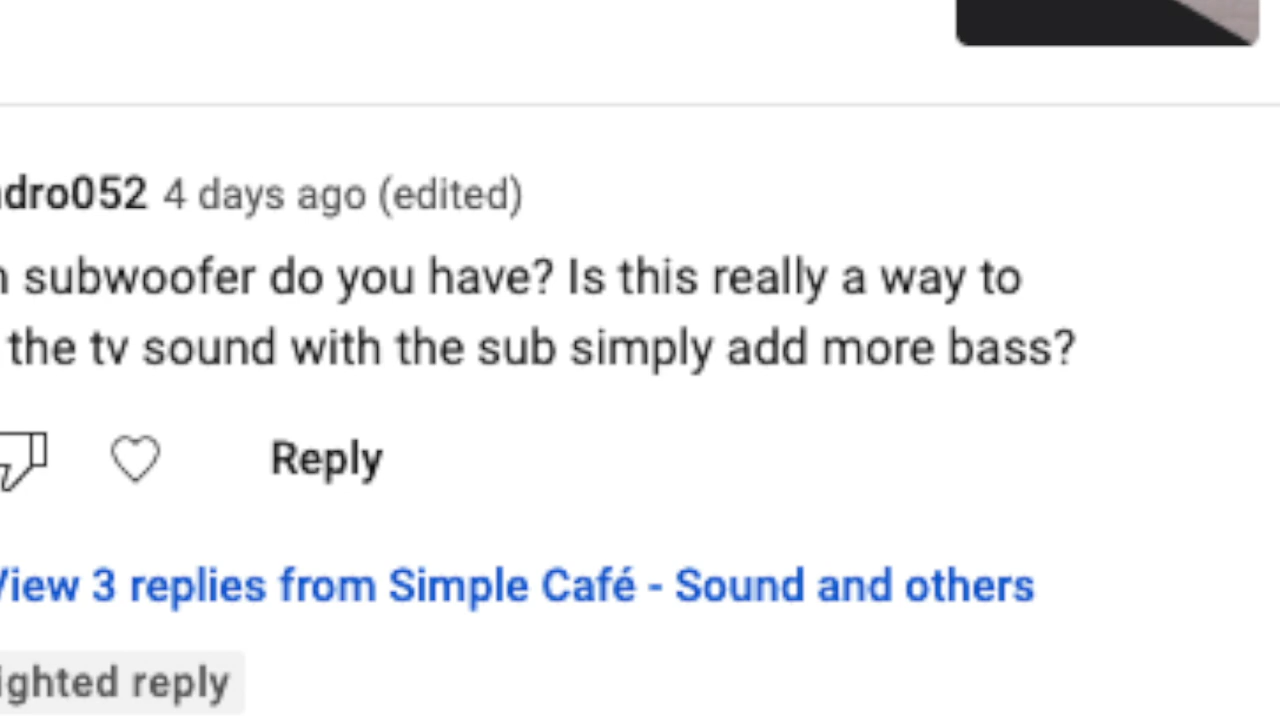 dro052 4 days ago (edited)
subwoofer do you have? Is this really a way to
the tv sound with the sub simply add more bass?
Reply
View 3 replies from Simple Café - Sound and others
ighted reply